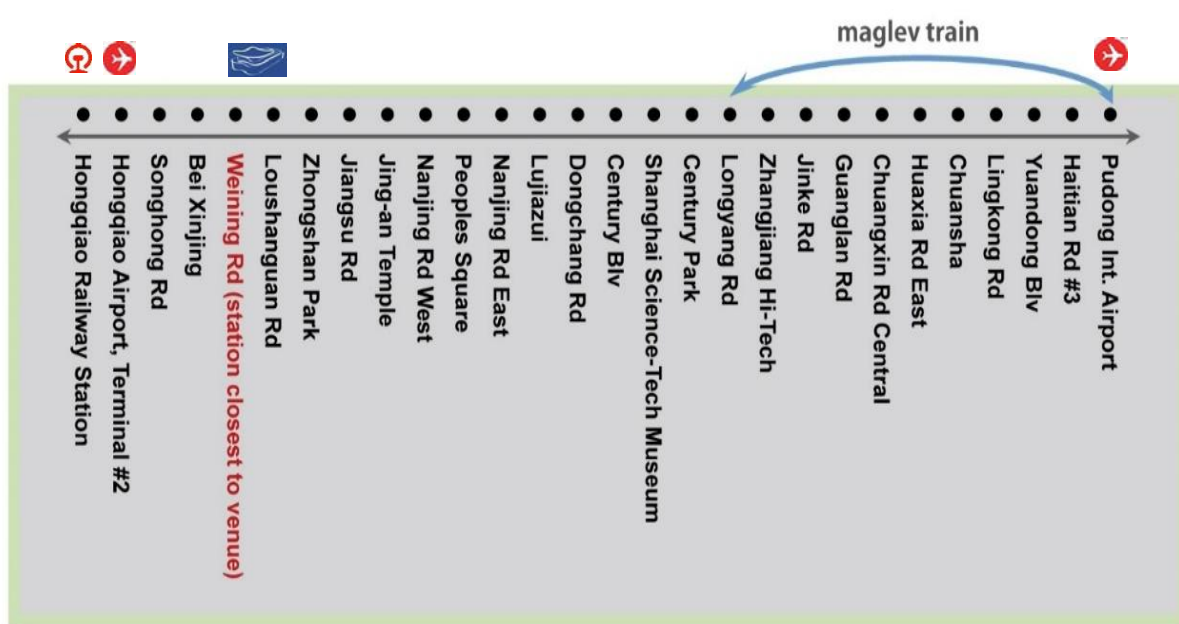 maglev train
Hongqiao Railway Station
Hongqiao Airport, Terminal #2
Songhong Rd
Bei Xinjing
Weining Rd (station closest to venue)
Loushanguan Rd
Zhongshan Park
Jiangsu Rd
Jing-an Temple
Nanjing Rd West
Peoples Square
Nanjing Rd East
Lujiazui
Dongchang Rd
Century Blv
Shanghai Science-Tech Museum
Century Park
Longyang Rd
Zhangjiang Hi-Tech
Jinke Rd
Guanglan Rd
Chuangxin Rd Central
Huaxia Rd East
Chuansha
Lingkong Rd
Yuandong Blv
Haitian Rd #3
Pudong Int. Airport